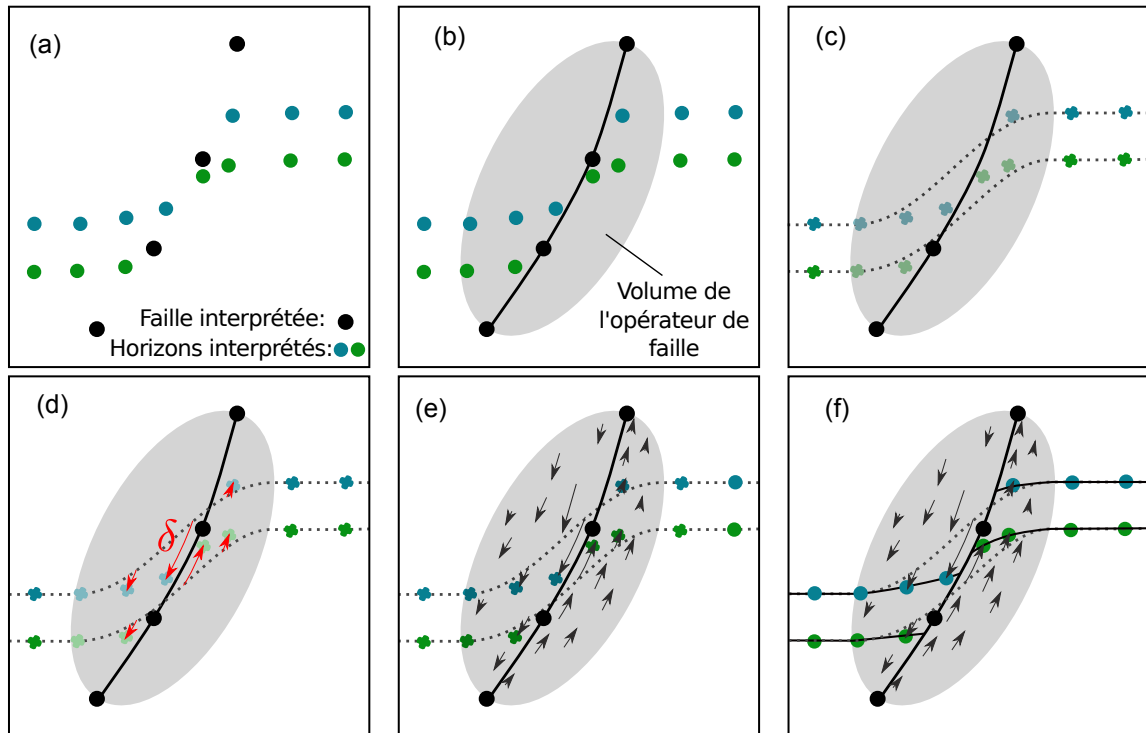 (a)
Faille interprétée:
Horizons interprétés:
(b)
Volume de
l'opérateur de
faille
(c)
(d)
δ
(e)
(f)